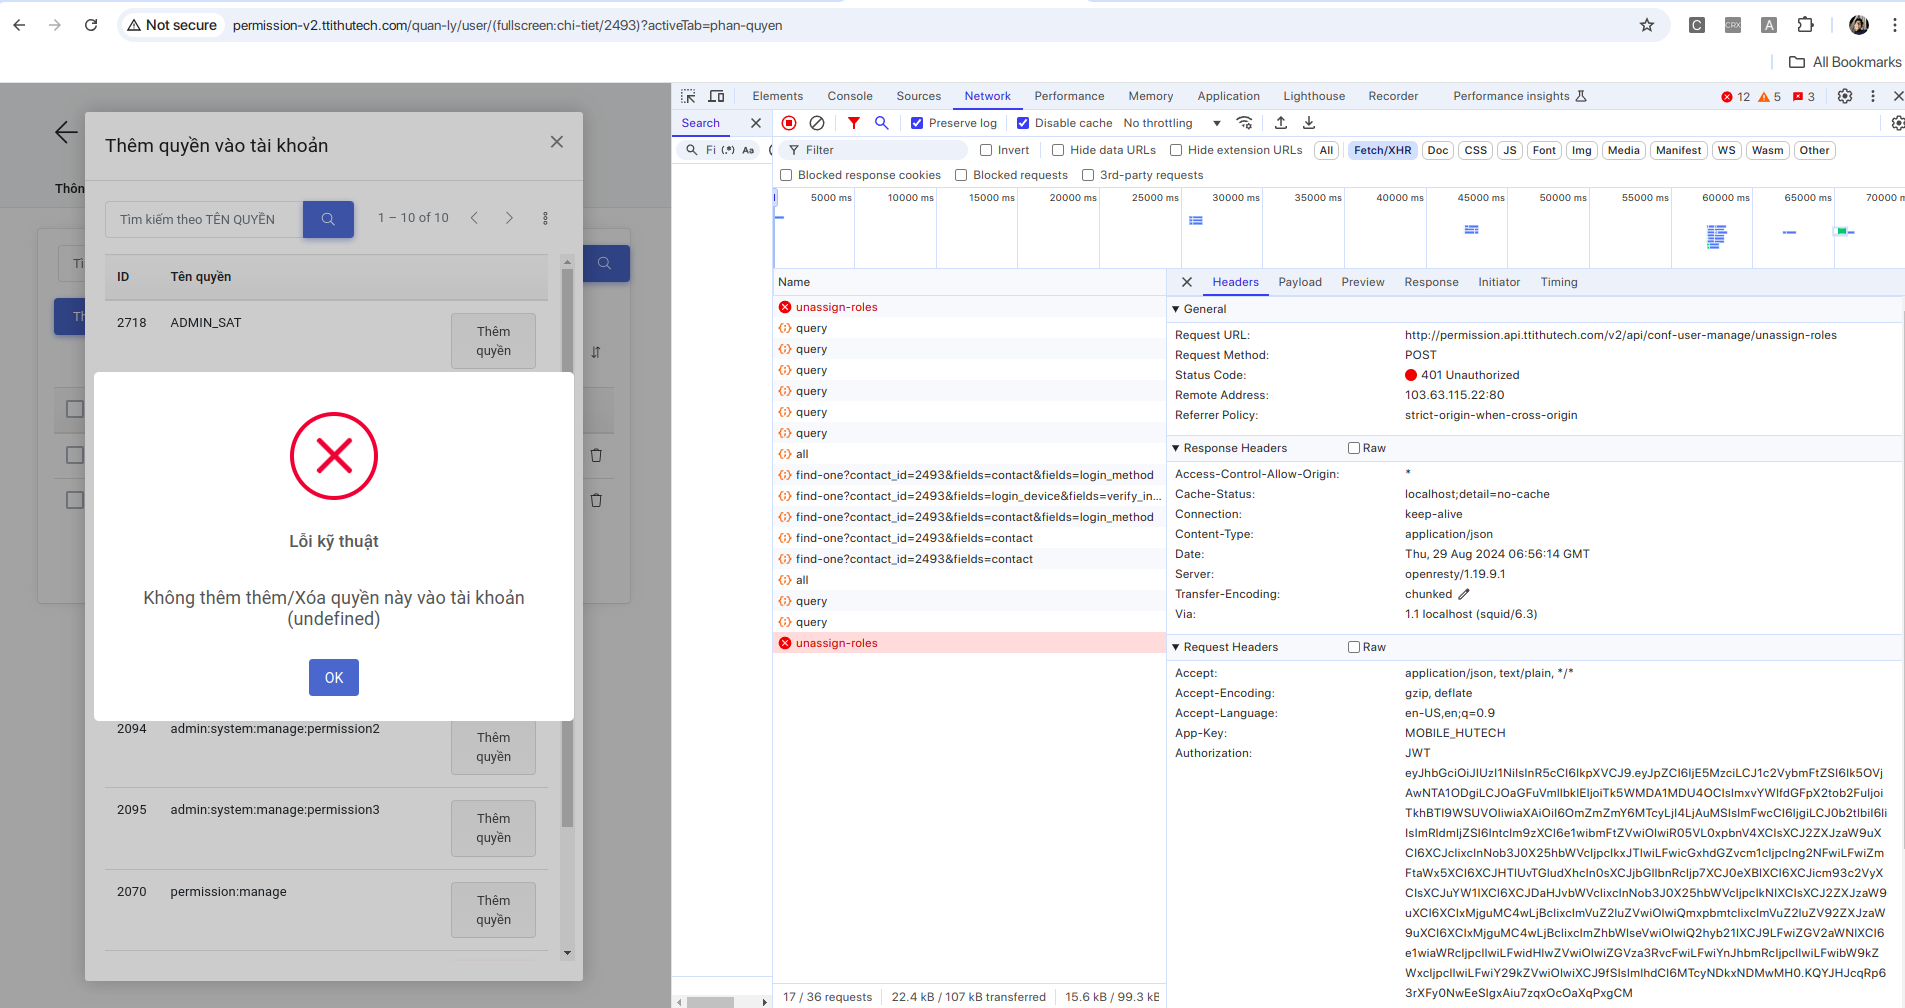 Not secure
permission-v2.ttithutech.com/quan-ly/user/(fullscreen:chi-tiet/2493)?activeTab=phan-quyen
All Bookmarks
Thôn
Thêm quyền vào tài khoản
Tìm kiếm theo TÊN QUYỀN
1 – 10 of 10
ID Tên quyền
2718 ADMIN_SAT Thêm quyền
Lỗi kỹ thuật
Không thêm thêm/Xóa quyền này vào tài khoản
(undefined)
OK
2094 admin:system:manage:permission2 Thêm quyền
2095 admin:system:manage:permission3 Thêm quyền
2070 permission:manage Thêm quyền
Elements Console Sources Network Performance Memory Application Lighthouse Recorder Performance insights 12 5 3
Search
Preserve log Disable cache No throttling
Fi (.*) Aa
Filter Invert Hide data URLs Hide extension URLs All Fetch/XHR Doc CSS JS Font Img Media Manifest WS Wasm Other
Blocked response cookies Blocked requests 3rd-party requests
5000 ms 10000 ms 15000 ms 20000 ms 25000 ms 30000 ms 35000 ms 40000 ms 45000 ms 50000 ms 55000 ms 60000 ms 65000 ms 70000 m
Name
unassign-roles
query
query
query
query
query
query
all
find-one?contact_id=2493&fields=contact&fields=login_method
find-one?contact_id=2493&fields=login_device&fields=verify_in...
find-one?contact_id=2493&fields=contact&fields=login_method
find-one?contact_id=2493&fields=contact
find-one?contact_id=2493&fields=contact
all
query
query
unassign-roles
17 / 36 requests 22.4 kB / 107 kB transferred 15.6 kB / 99.3 kB
Headers Payload Preview Response Initiator Timing
General
Request URL: http://permission.api.ttithutech.com/v2/api/conf-user-manage/unassign-roles
Request Method: POST
Status Code: 401 Unauthorized
Remote Address: 103.63.115.22:80
Referrer Policy: strict-origin-when-cross-origin
Response Headers Raw
Access-Control-Allow-Origin: *
Cache-Status: localhost;detail=no-cache
Connection: keep-alive
Content-Type: application/json
Date: Thu, 29 Aug 2024 06:56:14 GMT
Server: openresty/1.19.9.1
Transfer-Encoding: chunked
Via: 1.1 localhost (squid/6.3)
Request Headers Raw
Accept: application/json, text/plain, */*
Accept-Encoding: gzip, deflate
Accept-Language: en-US,en;q=0.9
App-Key: MOBILE_HUTECH
Authorization: JWT